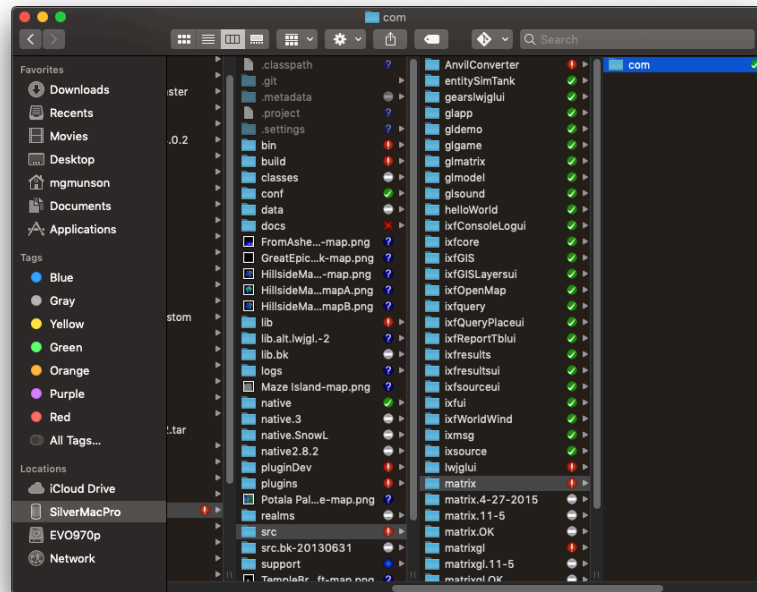 com
Search
Favorites
Downloads
Recents
Movies
Desktop
mgmunson
Documents
Applications
Tags
Blue
Gray
Yellow
Green
Orange
Purple
Red
All Tags...
Locations
iCloud Drive
SilverMacPro
EVO970p
Network
aster
.0.2
stom
2.tar
.classpath
.git
.metadata
.project
.settings
bin
build
classes
conf
data
docs
FromAshe...-map.png
GreatEpic...k-map.png
HillsideMa...-map.png
HillsideMa...mapA.png
HillsideMa...mapB.png
lib
lib.alt.lwjgl.-2
lib.bk
logs
Maze Island-map.png
native
native.3
native.SnowL
native2.8.2
pluginDev
plugins
Potala Pal...e-map.png
realms
src
src.bk-20130631
support
TempleBr...ft-map.png
AnvilConverter
entitySimTank
gearslwjglui
glapp
gldemo
glgame
glmatrix
glmodel
glsound
helloWorld
ixfConsoleLogui
ixfcore
ixfGIS
ixfGISLayersui
ixfOpenMap
ixfquery
ixfQueryPlaceui
ixfReportTblui
ixfresults
ixfresultsui
ixfsourceui
ixfui
ixfWorldWind
ixmsg
ixsource
lwjglui
matrix
matrix.4-27-2015
matrix.11-5
matrix.OK
matrixgl
matrixgl.11-5
matrixgl.OK
com